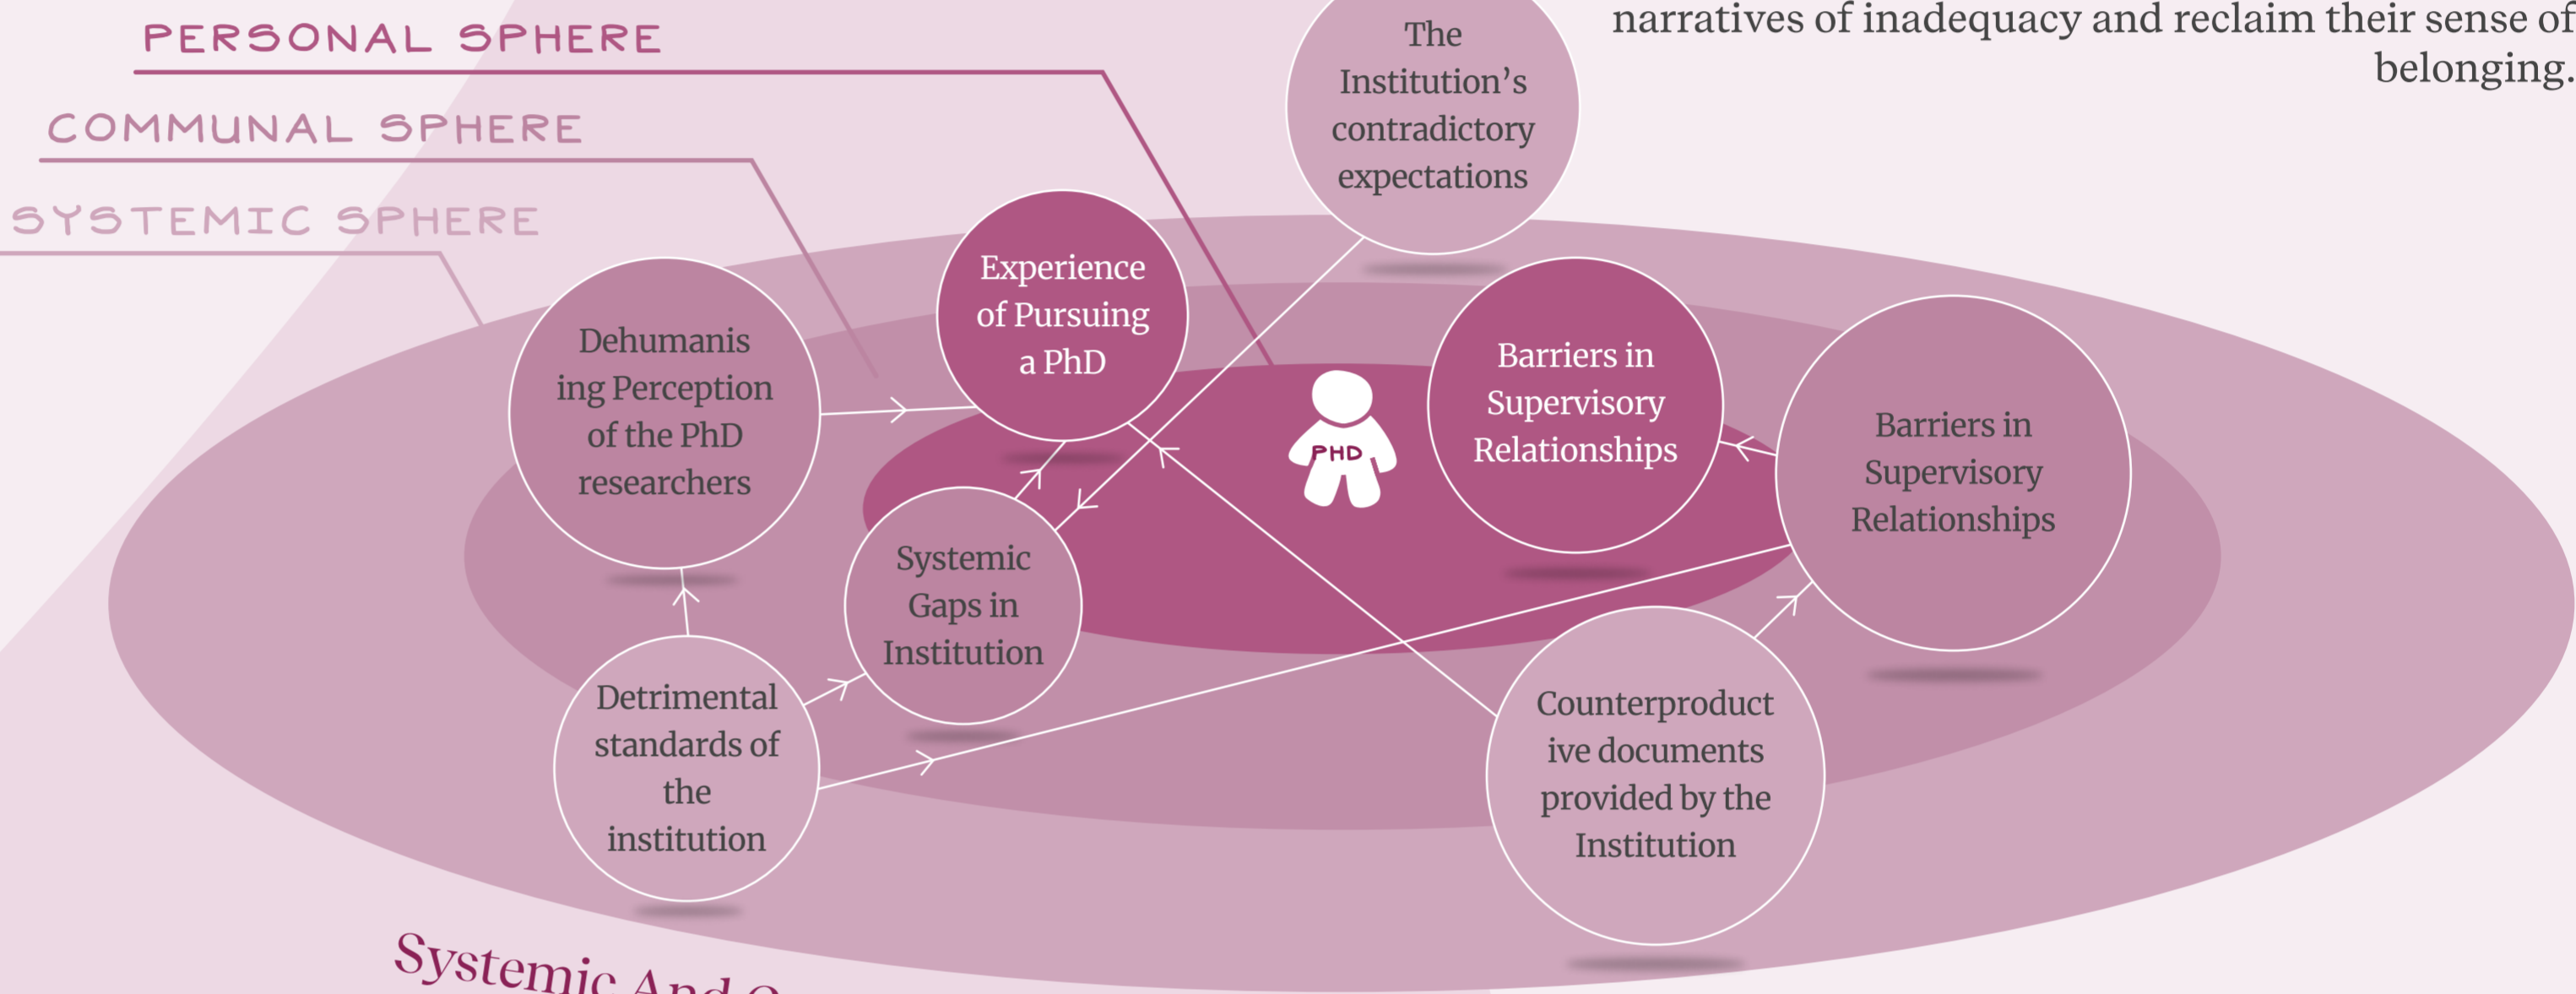 narratives of inadequacy and reclaim their sense of
belonging.
PERSONAL SPHERE
COMMUNAL SPHERE
SYSTEMIC SPHERE
The
Institution’s
contradictory
expectations
Experience
of Pursuing
a PhD
Dehumanis
ing Perception
of the PhD
researchers
Barriers in
Supervisory
Relationships
Barriers in
Supervisory
Relationships
PHD
Systemic
Gaps in
Institution
Detrimental
standards of
the
institution
Counterproduct
ive documents
provided by the
Institution
Systemic And